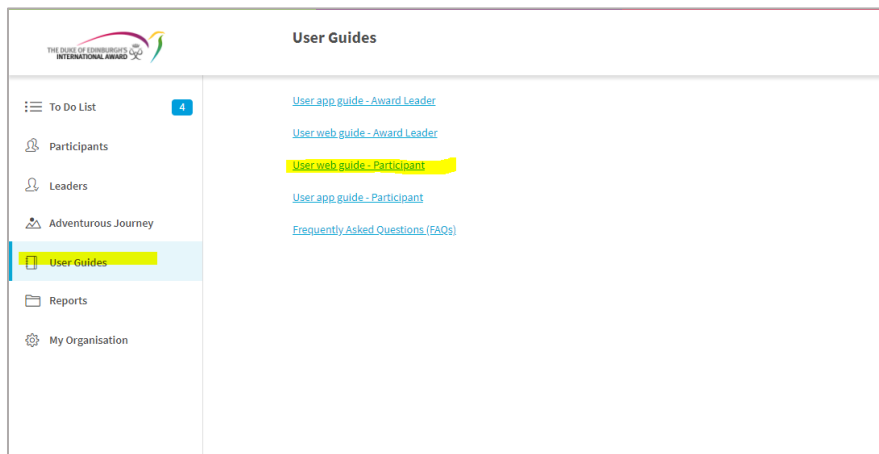 THE DUKE OF EDINBURGH'S
INTERNATIONAL AWARD
User Guides
To Do List 4
Participants
Leaders
Adventurous Journey
User Guides
Reports
My Organisation
User app guide - Award Leader
User web guide - Award Leader
User web guide - Participant
User app guide - Participant
Frequently Asked Questions (FAQs)